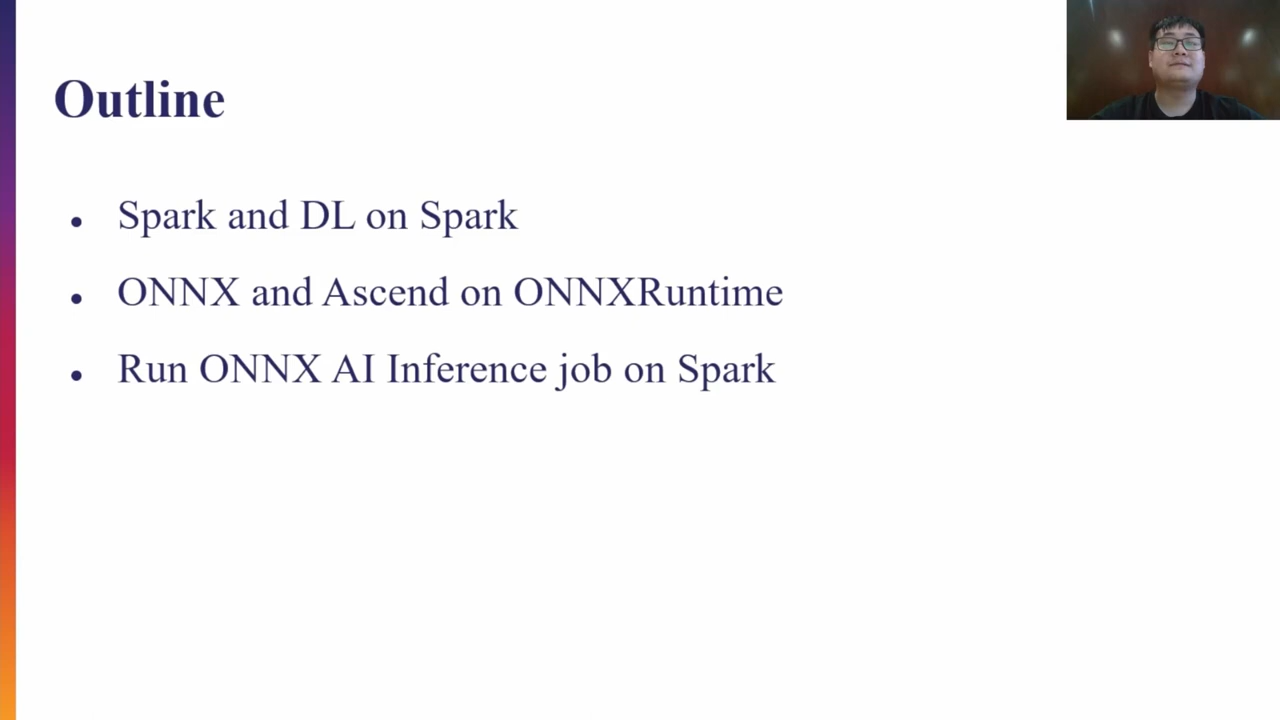 Outline
• Spark and DL on Spark
• ONNX and Ascend on ONNXRuntime
• Run ONNX AI Inference job on Spark